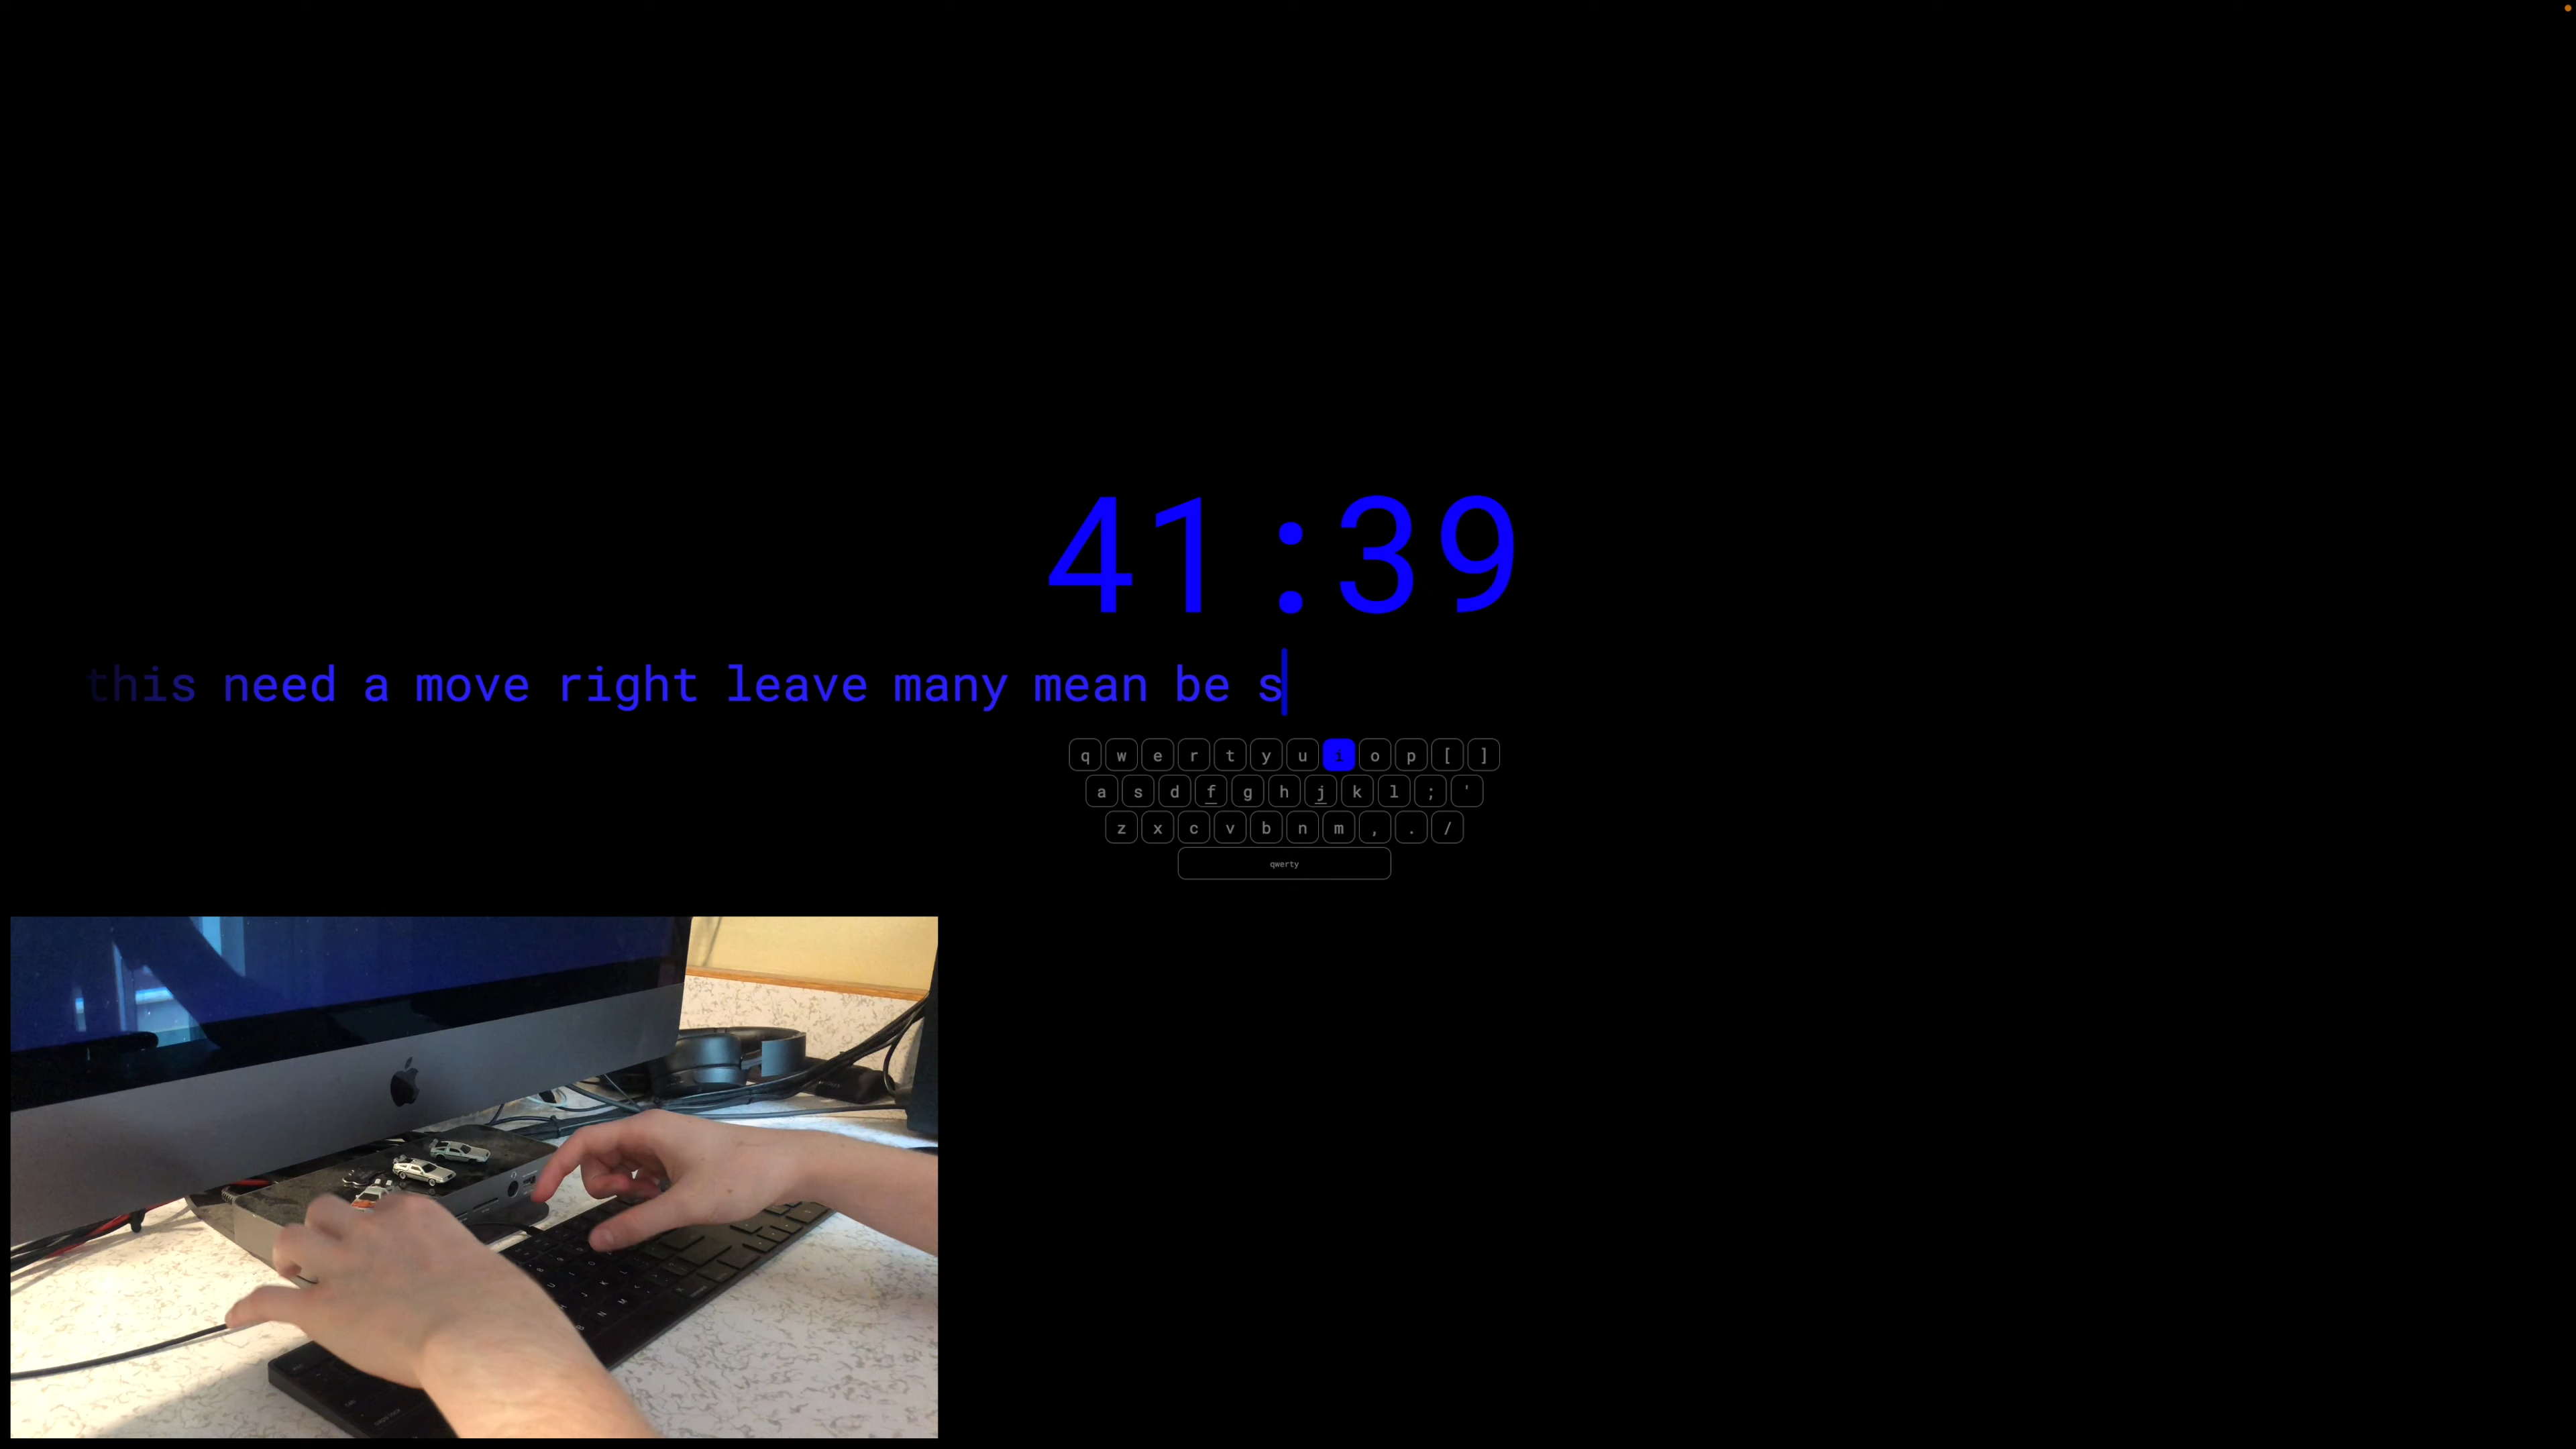 41:39
this need a move right leave many mean be s
q w e r t y u i o p [ ]
a s d f g h j k l ; '
z x c v b n m , . /
qwerty